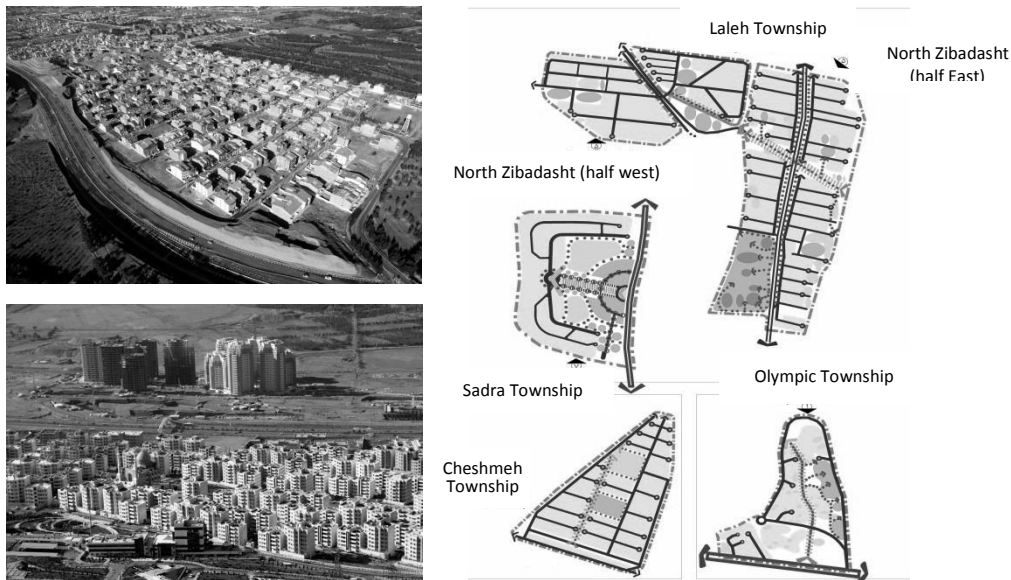 Laleh Township
North Zibadasht
(half East)
North Zibadasht (half west)
Sadra Township
Olympic Township
Cheshmeh
Township